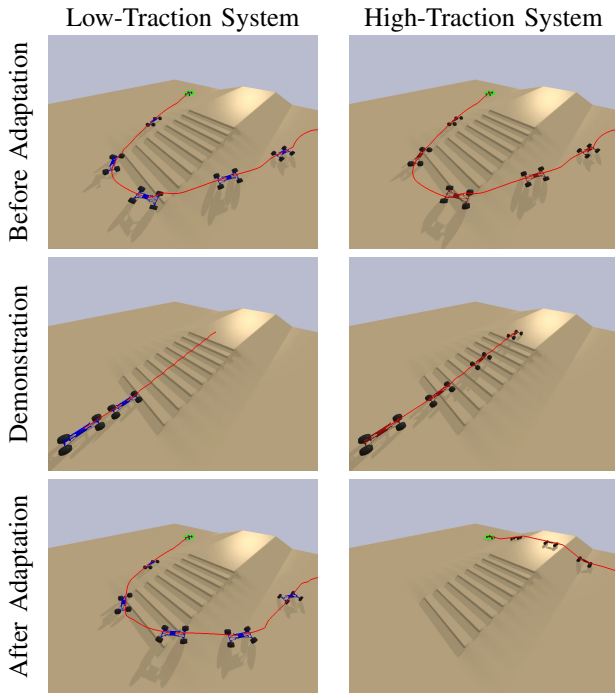 Low-Traction System
High-Traction System
Before Adaptation
Demonstration
After Adaptation